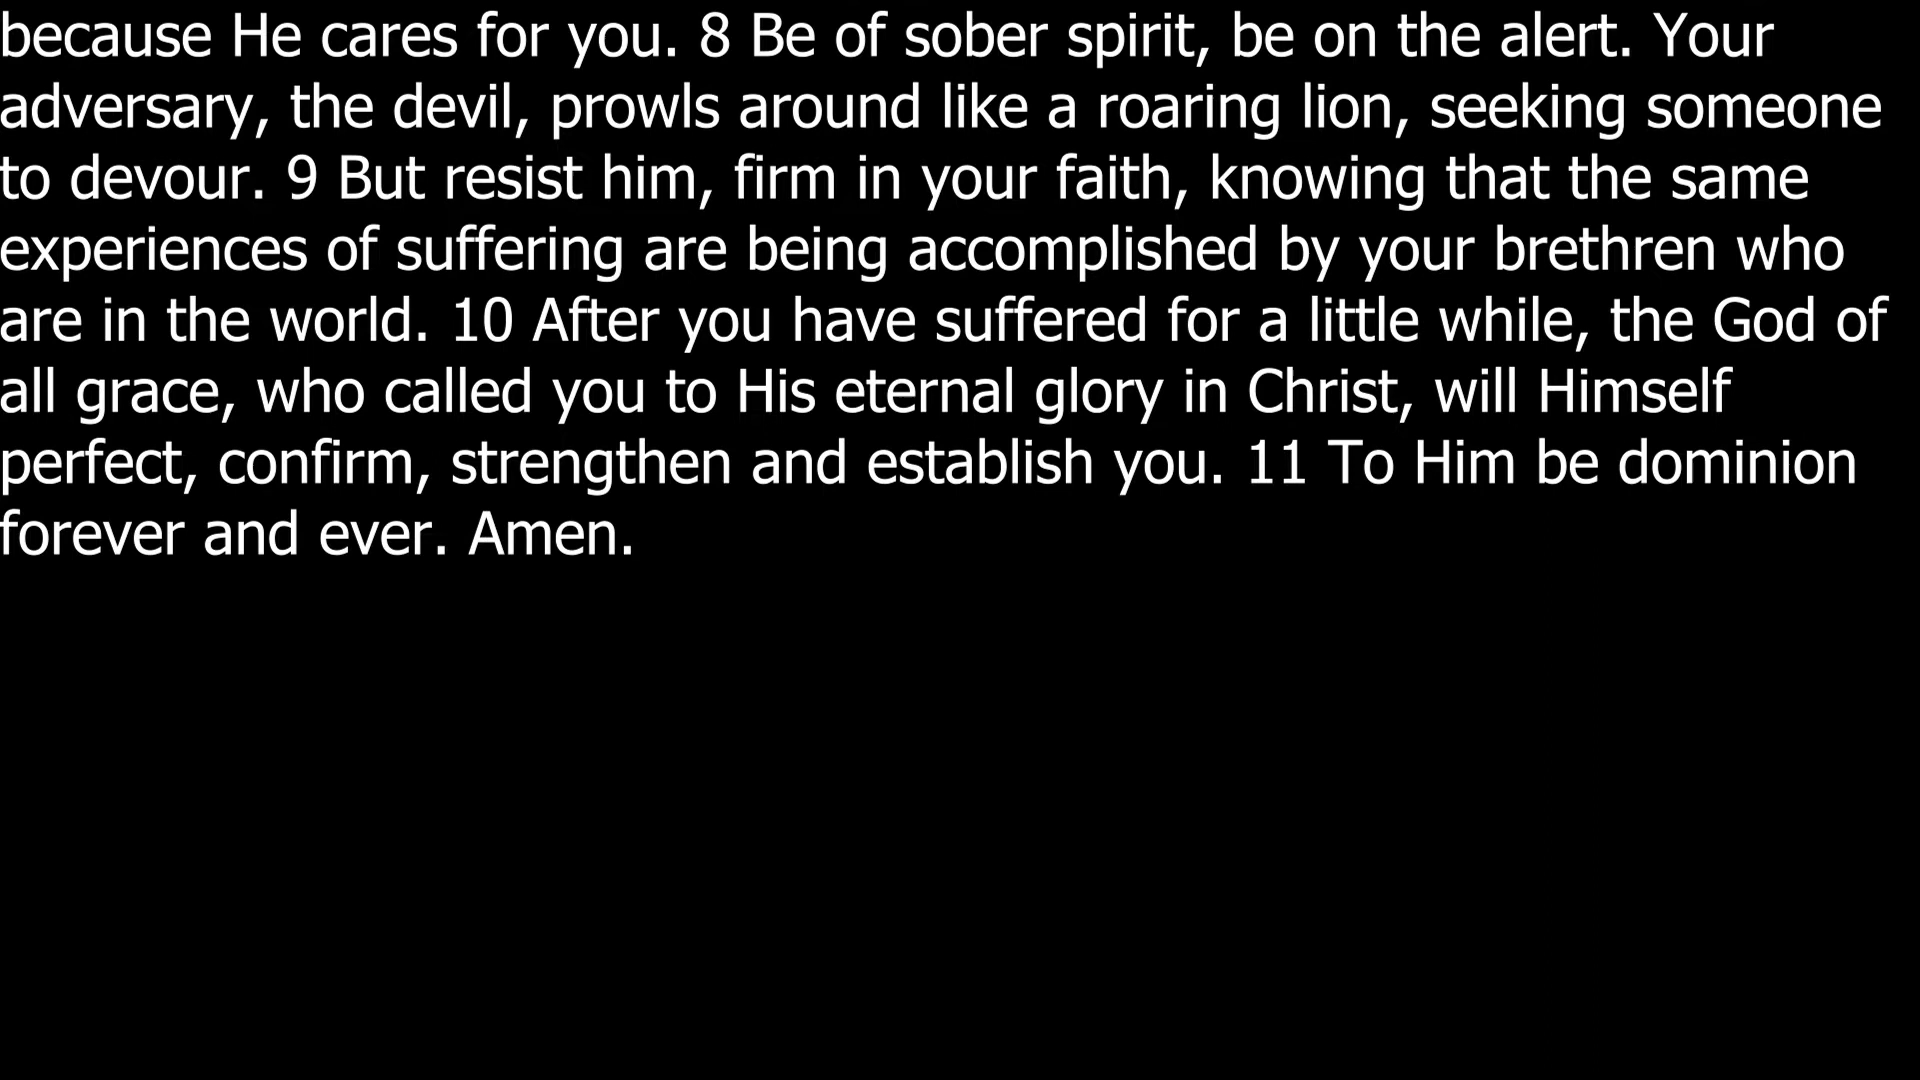 because He cares for you. 8 Be of sober spirit, be on the alert. Your
adversary, the devil, prowls around like a roaring lion, seeking someone
to devour. 9 But resist him, firm in your faith, knowing that the same
experiences of suffering are being accomplished by your brethren who
are in the world. 10 After you have suffered for a little while, the God of
all grace, who called you to His eternal glory in Christ, will Himself
perfect, confirm, strengthen and establish you. 11 To Him be dominion
forever and ever. Amen.